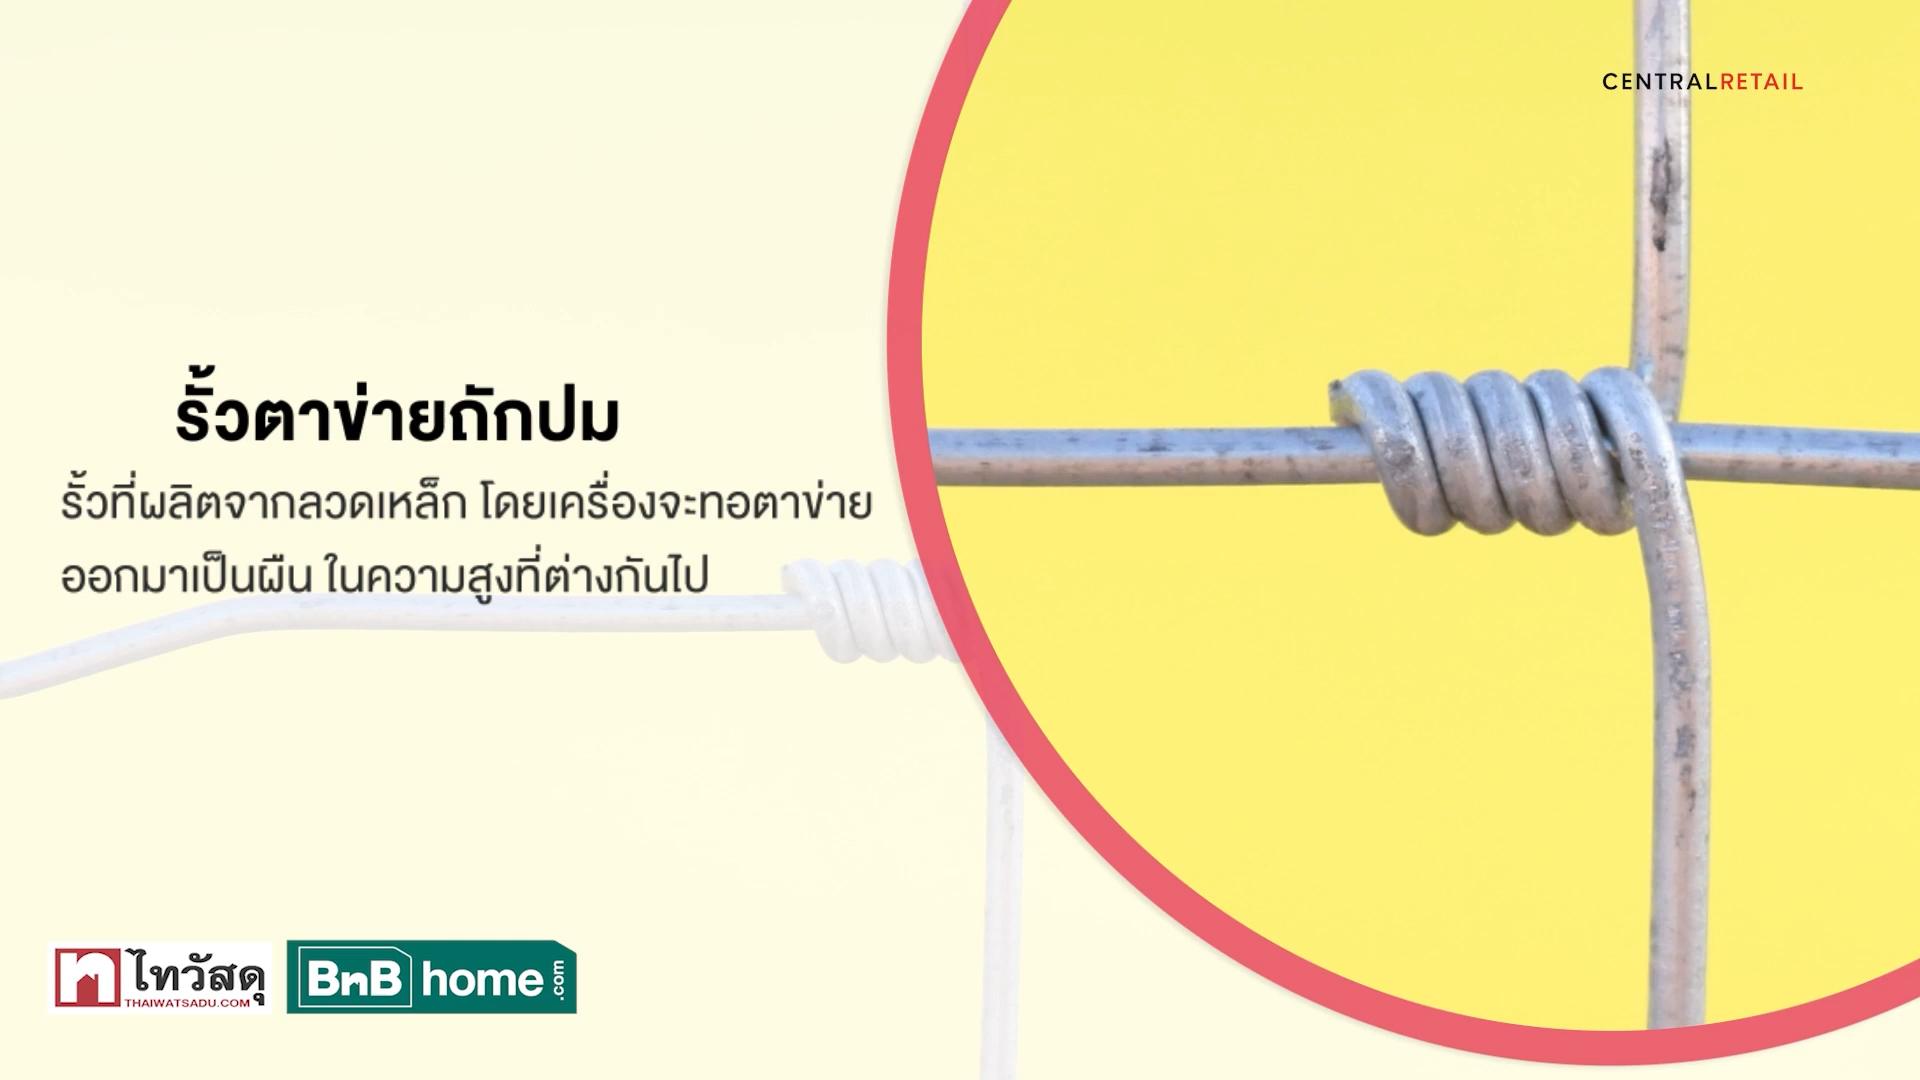 CENTRALRETAIL
รั้วตาข่ายถักปม
รั้วที่ผลิตจากลวดเหล็ก โดยเครื่องจะทอตาข่าย
ออกมาเป็นผืน ในความสูงที่ต่างกันไป
ไทวัสดุ
THAIWATSADU.COM
BnB home .com